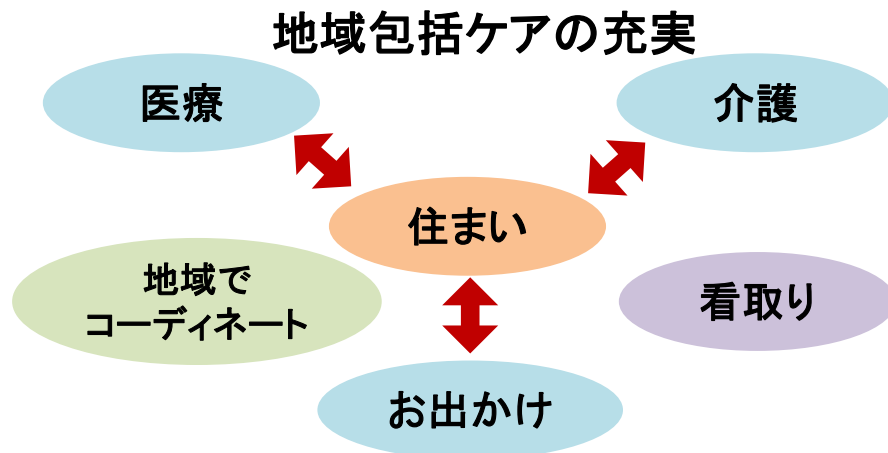 地域包括ケアの充実
医療
介護
住まい
地域で
コーディネート
看取り
お出かけ